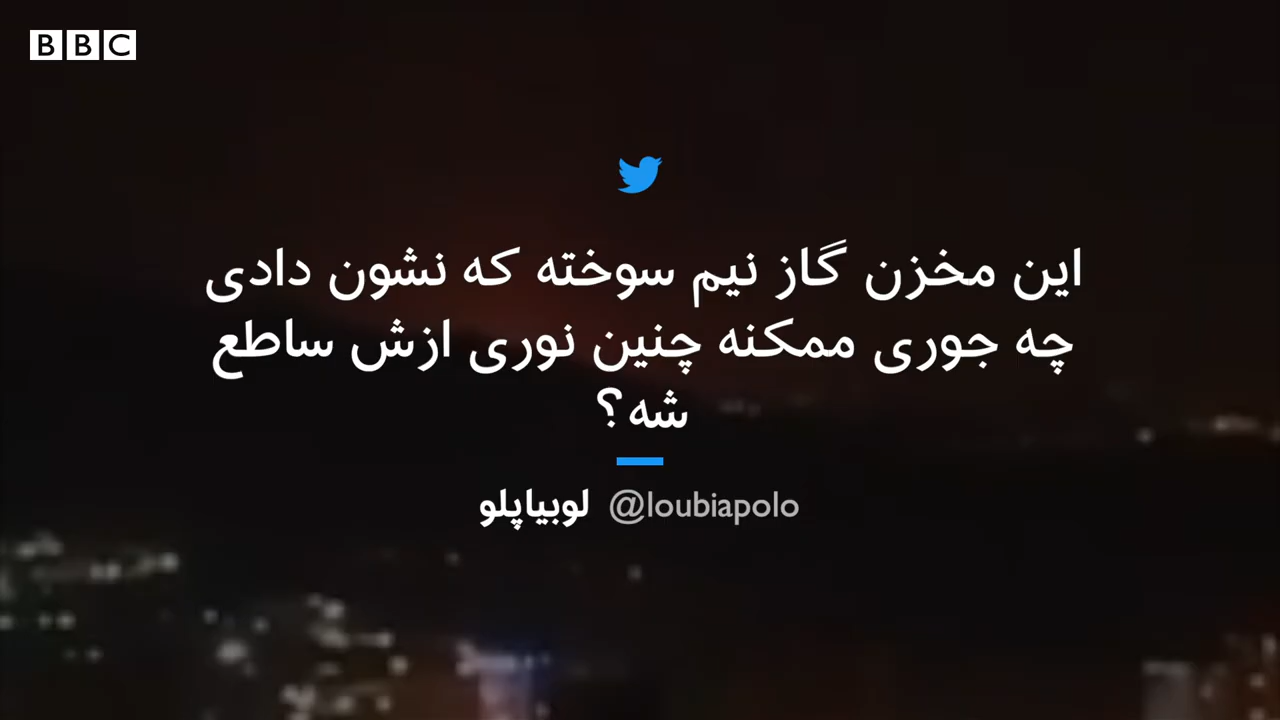 BBC
این مخزن گاز نیم سوخته که نشون دادی
چه جوری ممکنه چنین نوری ازش ساطع
شه؟
لوبیاپلو @loubiapolo